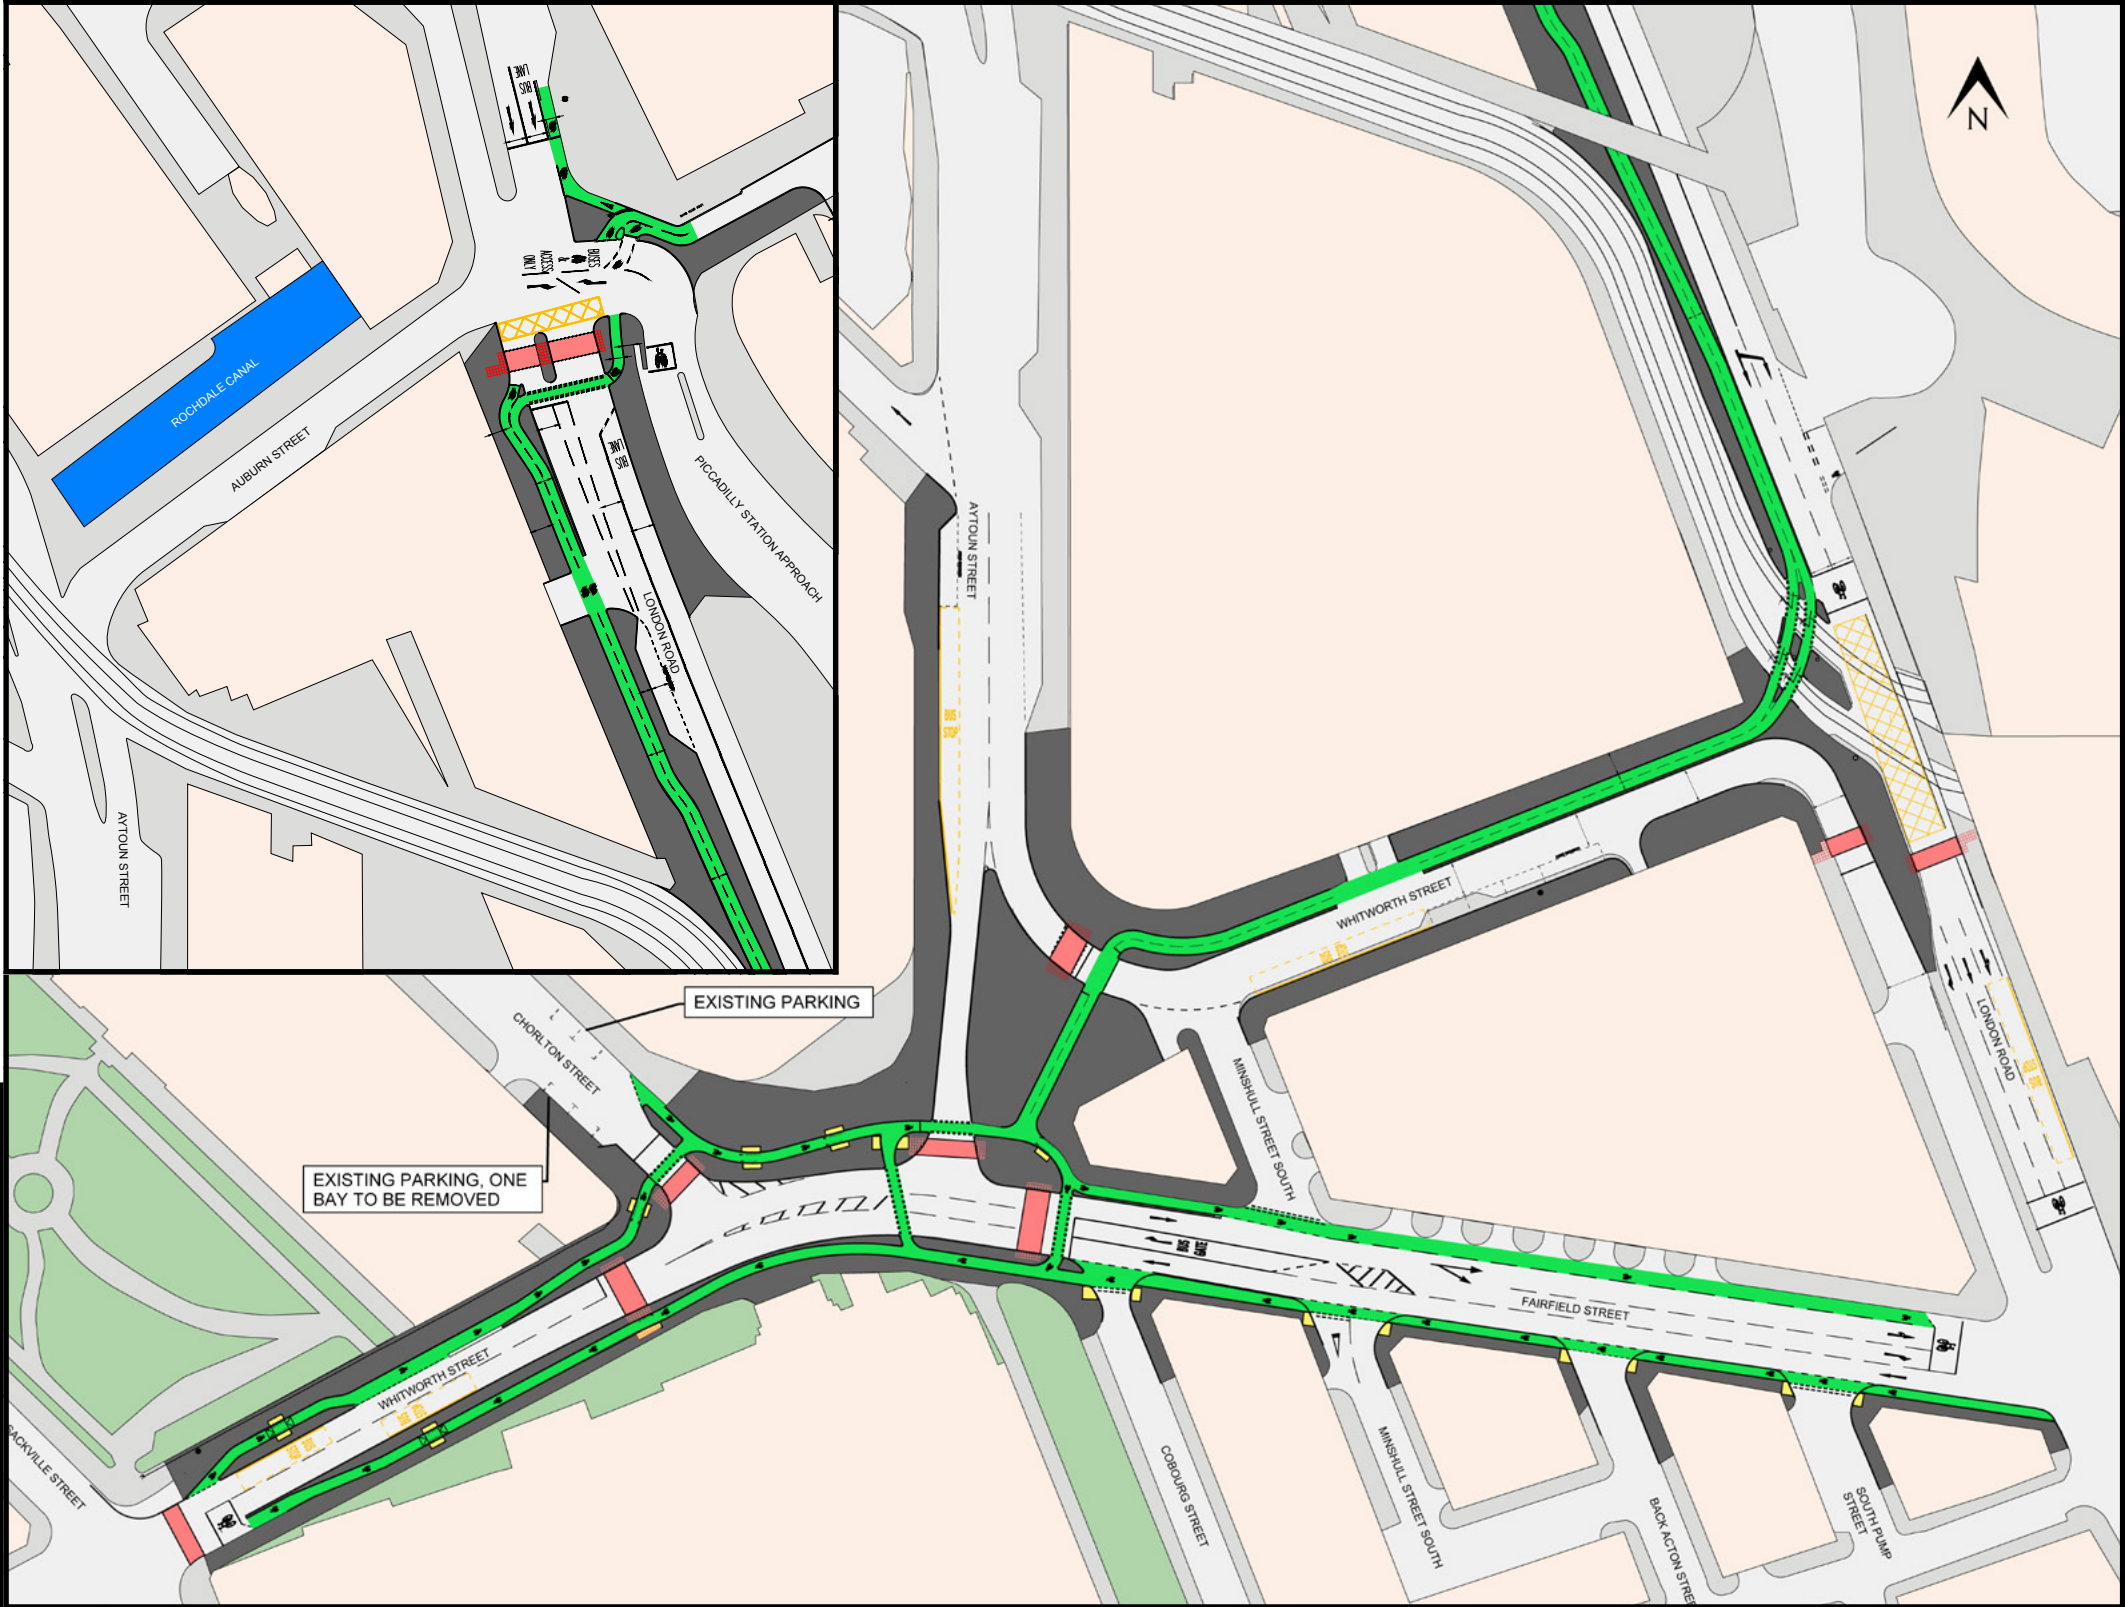 BUS
LANE
BUSES
&
ACCESS
ONLY
ROCHDALE CANAL
AUBURN STREET
BUS
LANE
PICCADILLY STATION APPROACH
LONDON ROAD
AYTOUN STREET
N
AYTOUN STREET
BUS
STOP
WHITWORTH STREET
LONDON ROAD
EXISTING PARKING
CHORLTON STREET
EXISTING PARKING, ONE
BAY TO BE REMOVED
MINSHULL STREET SOUTH
BUS
GATE
FAIRFIELD STREET
WHITWORTH STREET
SACKVILLE STREET
COBOURG STREET
MINSHULL STREET SOUTH
BACK ACTON STREE
SOUTH PUMP
STREET